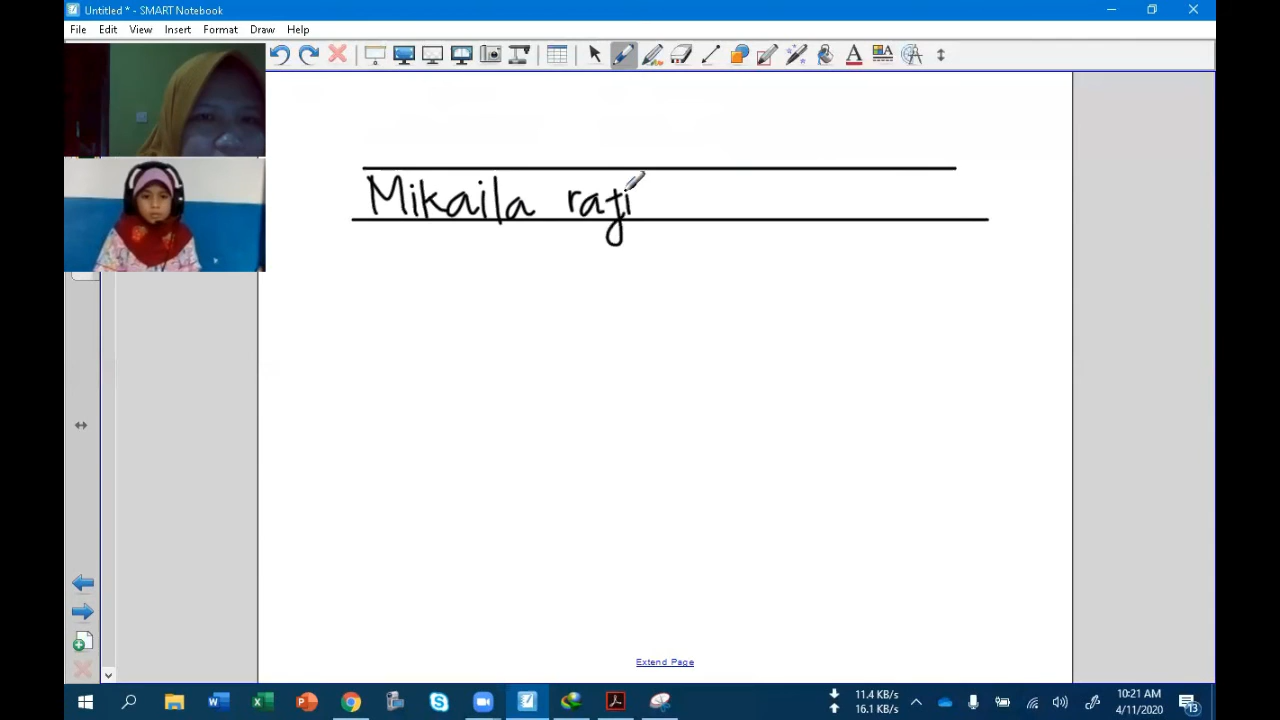 Untitled * - SMART Notebook
File Edit View Insert Format Draw Help
Mikaila raji
Extend Page
11.4 KB/s
16.1 KB/s
10:21 AM
4/11/2020
13